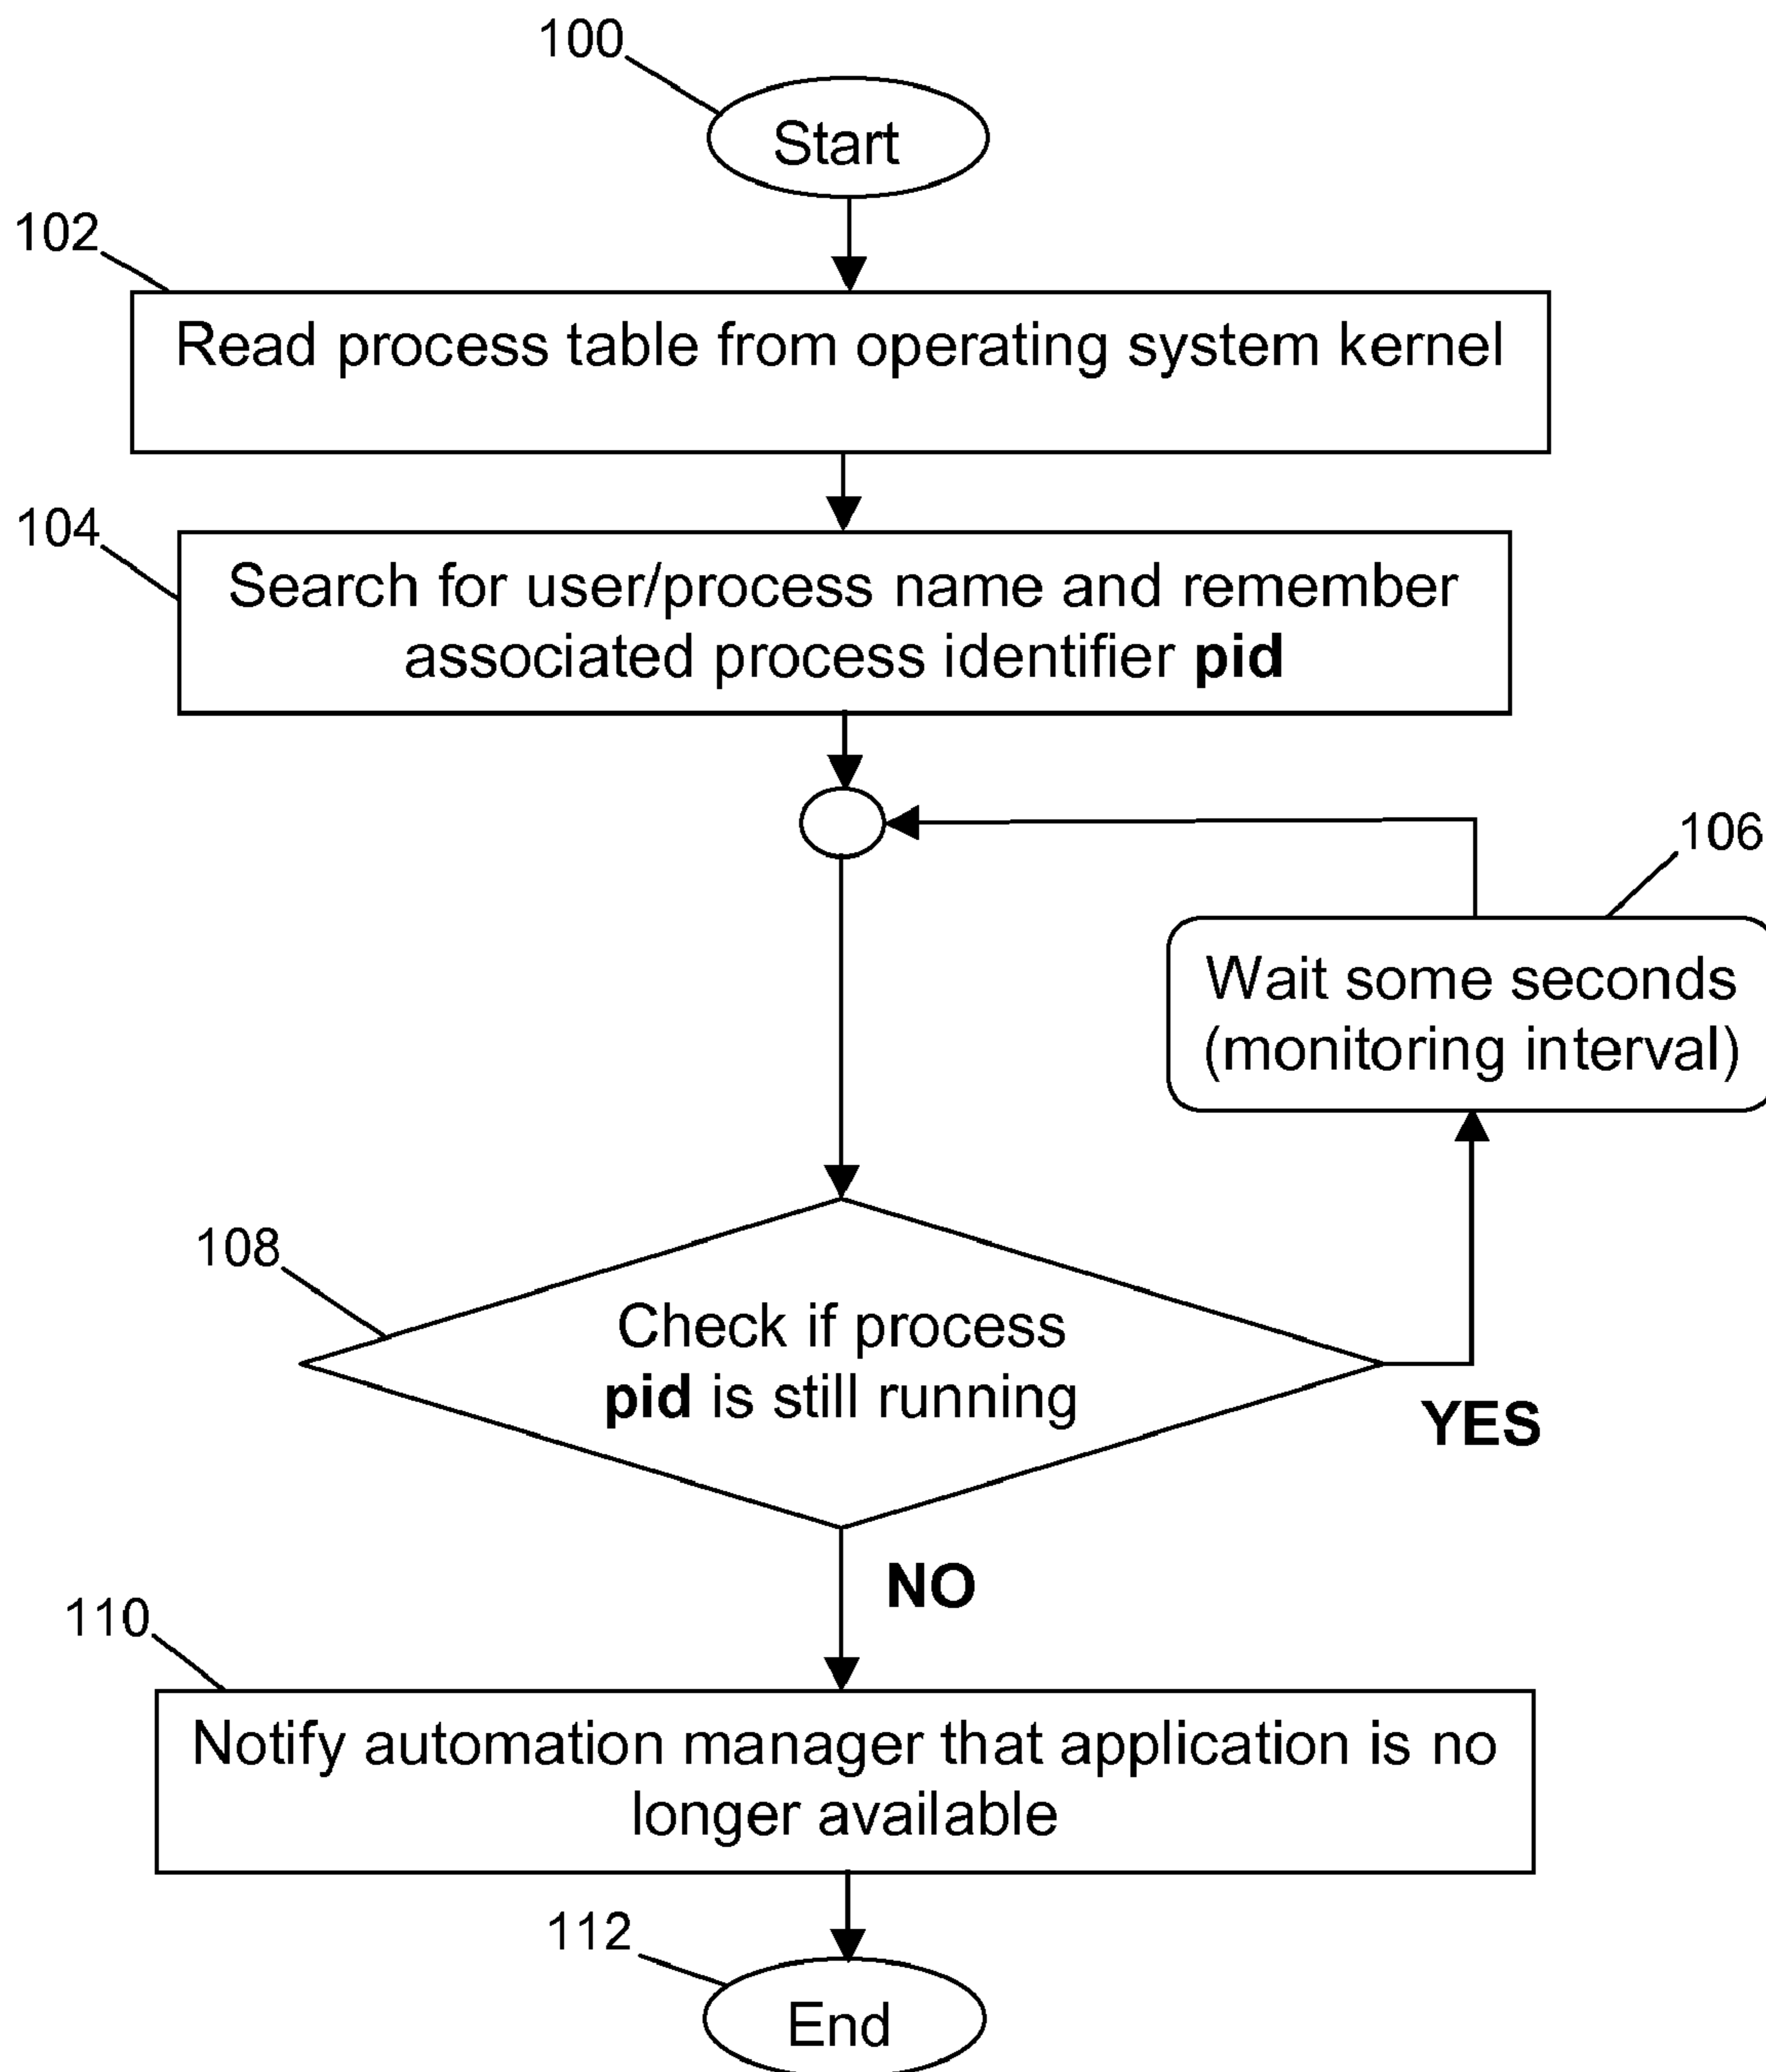 100
Start
102
Read process table from operating system kernel
104
Search for user/process name and remember
associated process identifier pid
106
Wait some seconds
(monitoring interval)
108
Check if process
pid is still running
YES
NO
110
Notify automation manager that application is no
longer available
112
End